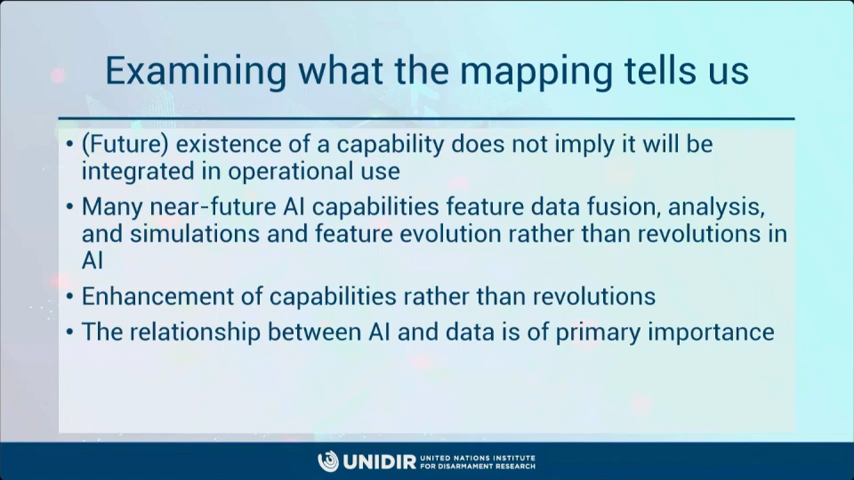 Examining what the mapping tells us
• (Future) existence of a capability does not imply it will be
integrated in operational use
• Many near-future AI capabilities feature data fusion, analysis,
and simulations and feature evolution rather than revolutions in
AI
• Enhancement of capabilities rather than revolutions
• The relationship between AI and data is of primary importance
UNIDIR
UNITED NATIONS INSTITUTE
FOR DISARMAMENT RESEARCH